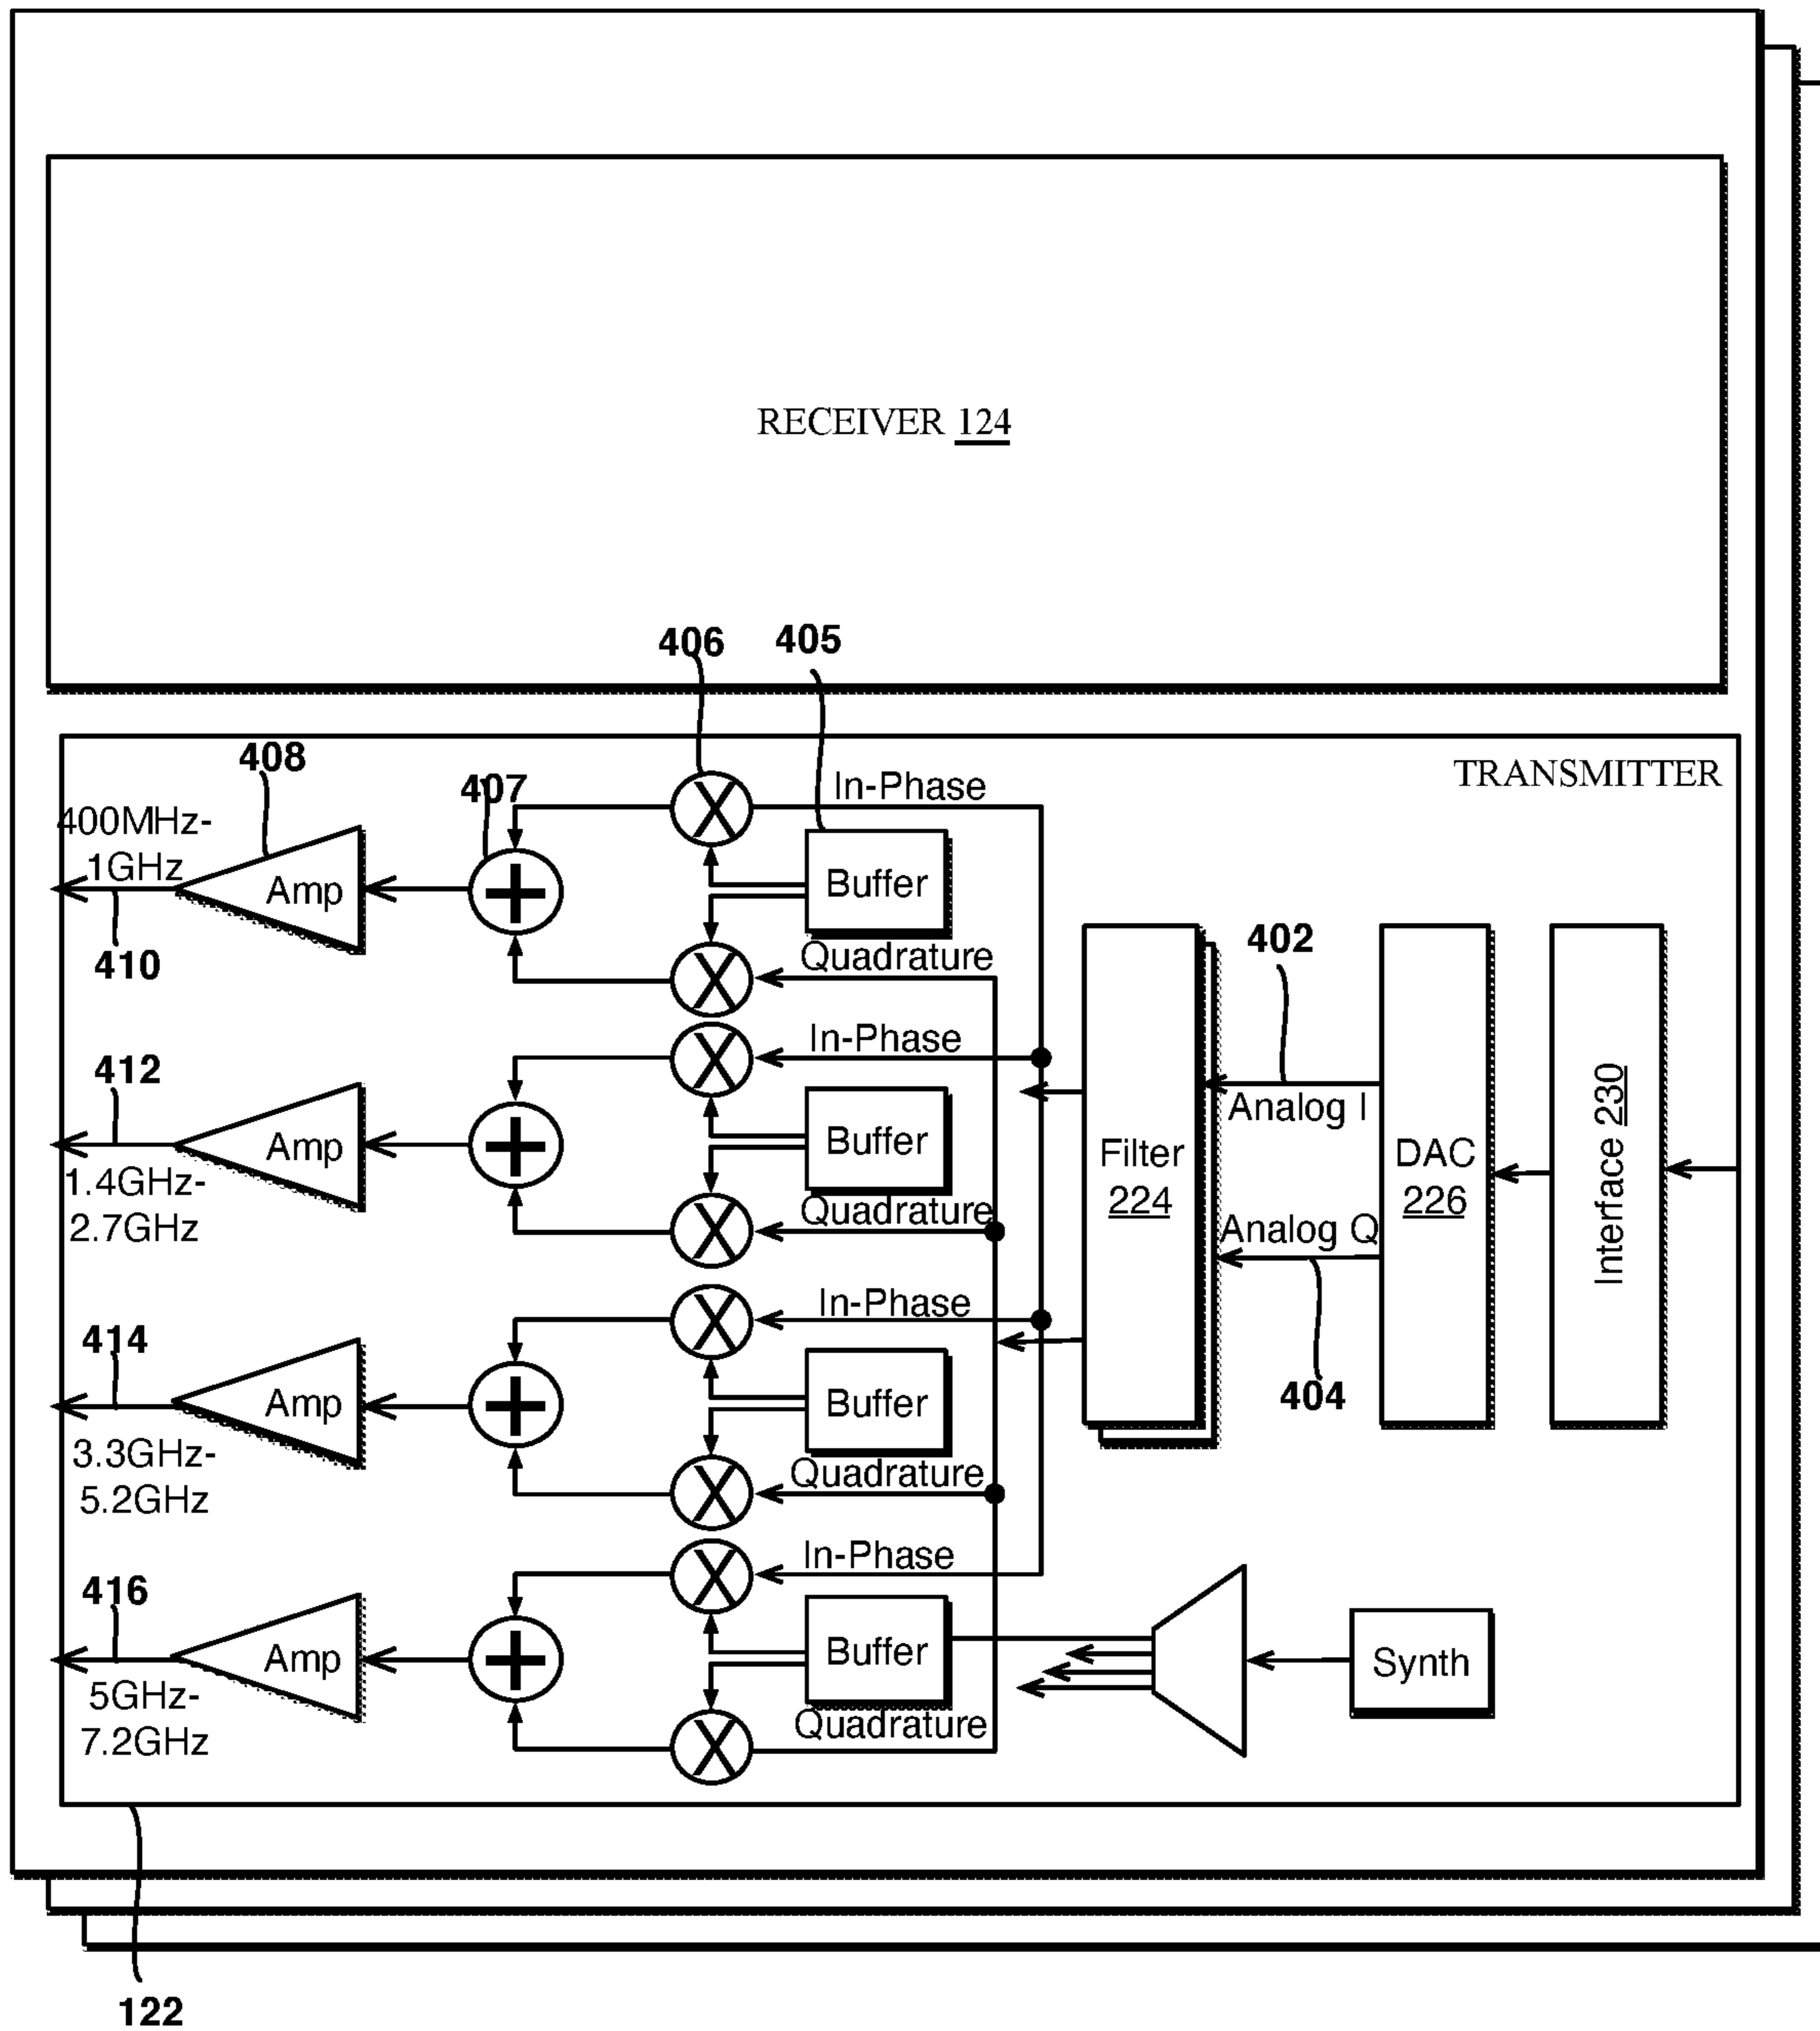 RECEIVER 124
406
405
TRANSMITTER
408
407
In-Phase
400MHz-
1GHz
Amp
Buffer
410
Quadrature
402
412
In-Phase
Analog I
Amp
Buffer
Filter
224
DAC
226
Interface 230
1.4GHz-
2.7GHz
Quadrature
Analog Q
404
414
In-Phase
Amp
Buffer
3.3GHz-
5.2GHz
Quadrature
416
In-Phase
Amp
Buffer
Synth
5GHz-
7.2GHz
Quadrature
122